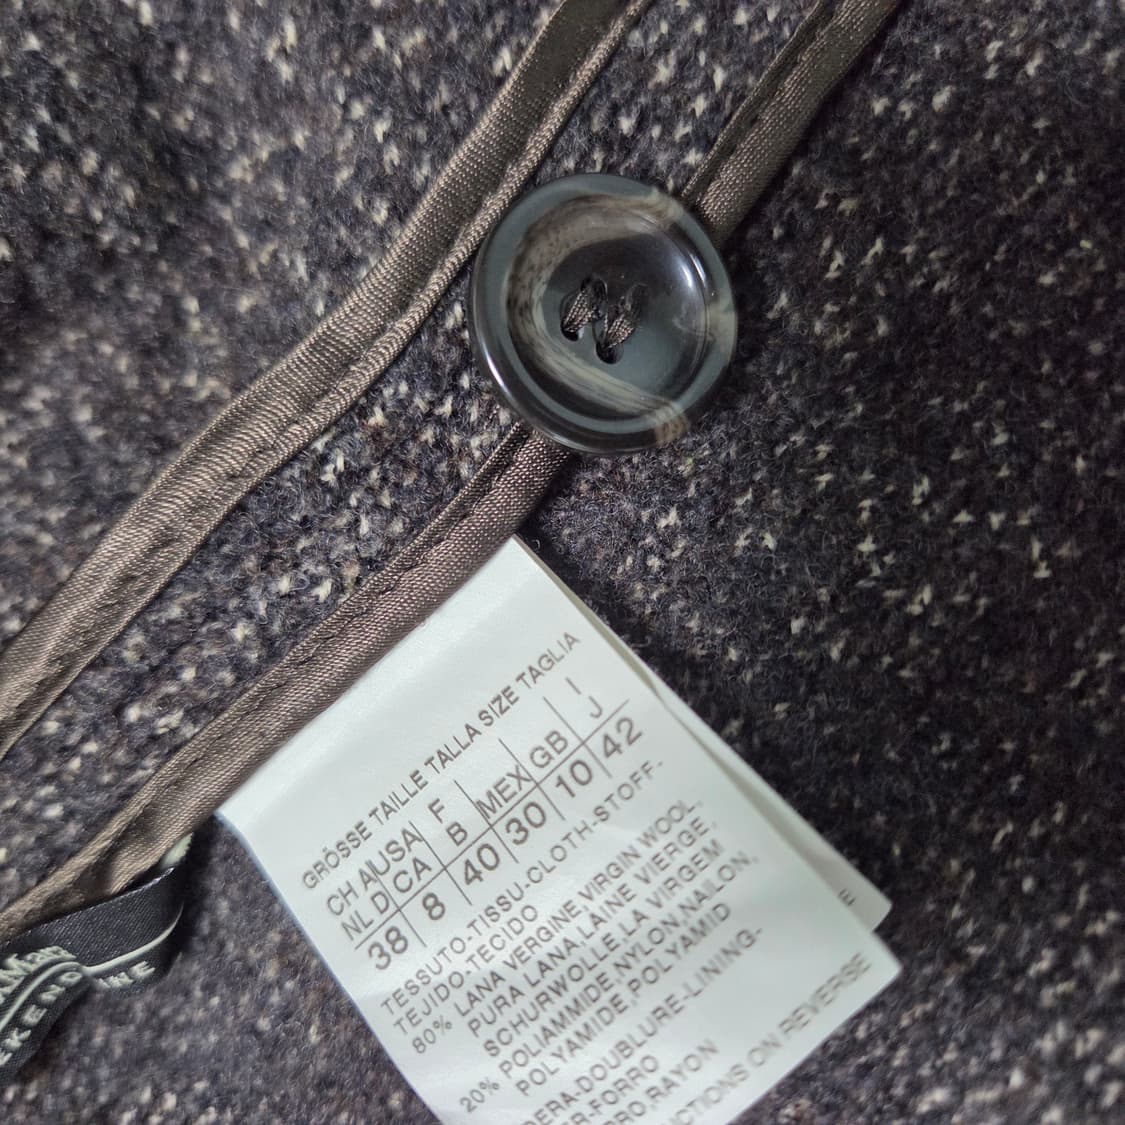 GRÖSSE TAILLE TALLA SIZE TAGLIA
CH A USA F MEX GB I
NL D CA B J
38 8 40 30 10 42
TESSUTO-TISSU-CLOTH-STOFF-
TEJIDO-TECIDO
80% LANA VERGINE,VIRGIN WOOL,
PURA LANA,LAINE VIERGE,
SCHURWOLLE,LA VIRGEM
20% POLIAMMIDE,NYLON,NAILON,
POLYAMIDE,POLYAMID
DERA-DOUBLURE-LINING-
ER-FORRO
RO,RAYON
CTIONS ON REVERSE
E